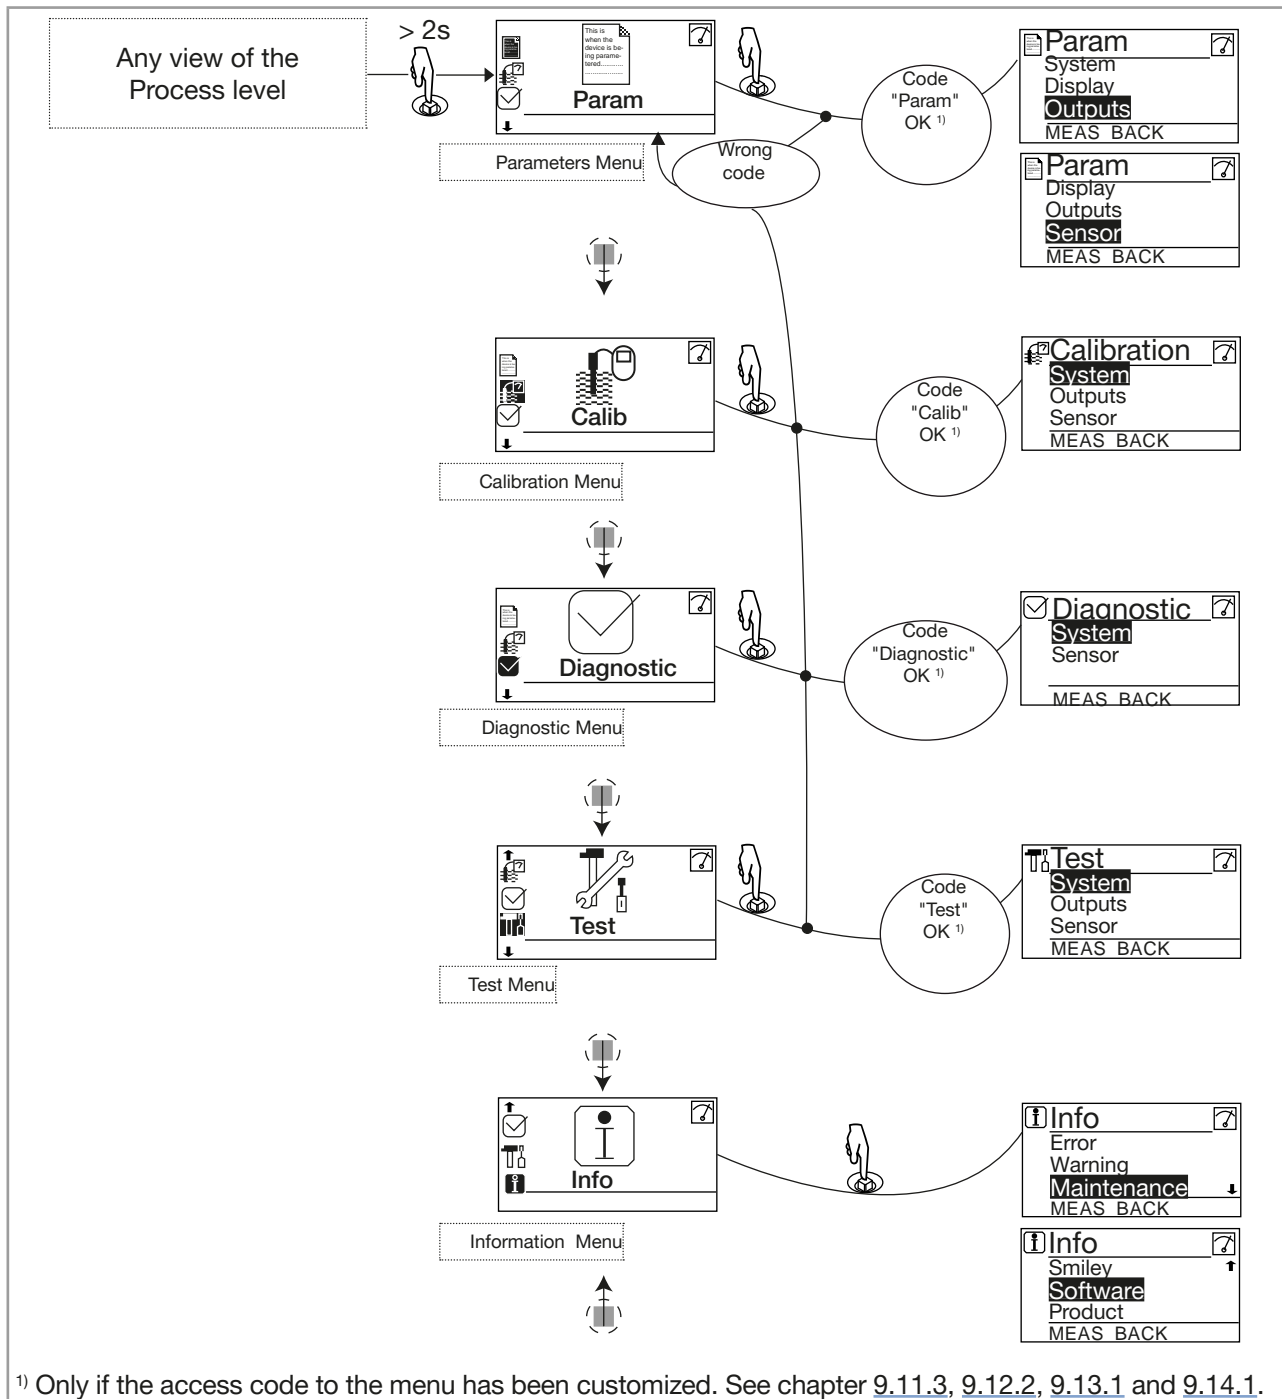 Any view of the
Process level
> 2s
This is
when the
device is be-
ing parame-
tered............
Param
Parameters Menu
Wrong
code
Code
"Param"
OK 1)
Param
System
Display
Outputs
MEAS BACK
Param
Display
Outputs
Sensor
MEAS BACK
Calib
Calibration Menu
Code
"Calib"
OK 1)
Calibration
System
Outputs
Sensor
MEAS BACK
Diagnostic
Diagnostic Menu
Code
"Diagnostic"
OK 1)
Diagnostic
System
Sensor
MEAS BACK
Test
Test Menu
Code
"Test"
OK 1)
Test
System
Outputs
Sensor
MEAS BACK
Info
Information Menu
Info
Error
Warning
Maintenance
MEAS BACK
Info
Smiley
Software
Product
MEAS BACK
1) Only if the access code to the menu has been customized. See chapter 9.11.3, 9.12.2, 9.13.1 and 9.14.1.